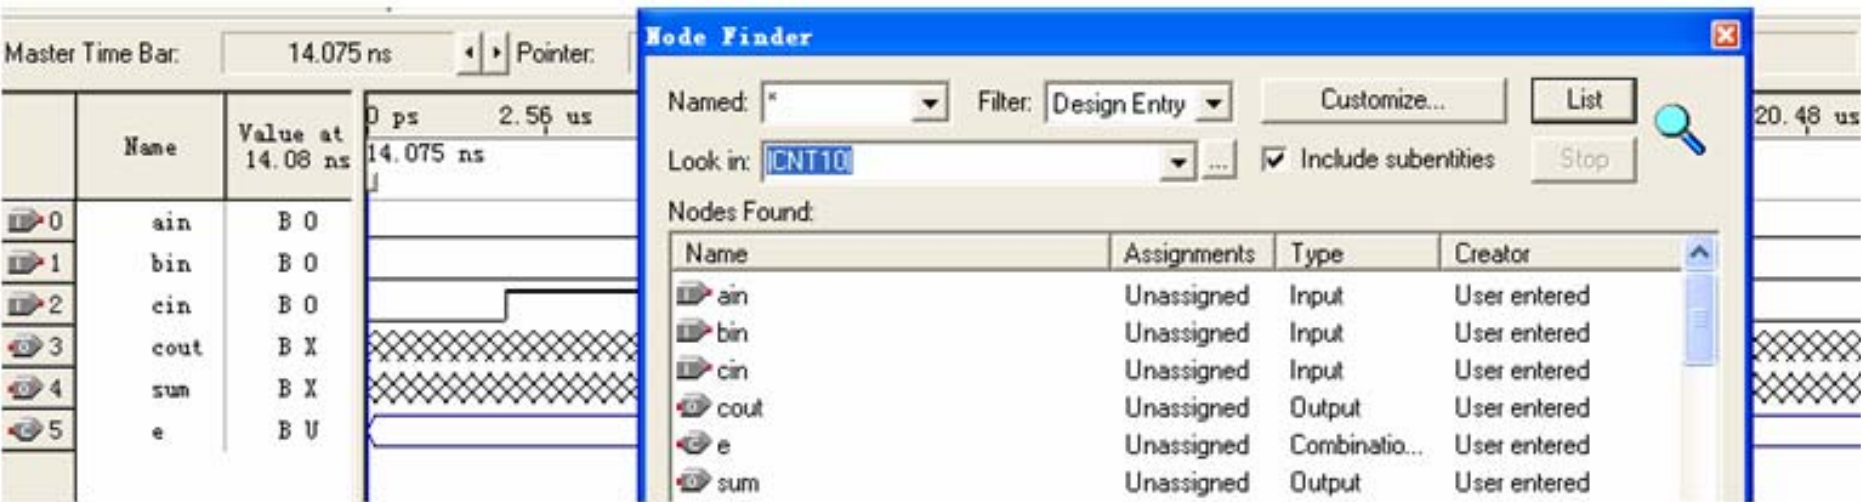 Node Finder
Master Time Bar: 14.075 ns Pointer:
Named: * Filter: Design Entry Customize... List
Name Value at 14.08 ns 0 ps 2.56 us 20.48 us
14.075 ns
Look in: |CNT10| ... Include subentities Stop
Nodes Found:
Name Assignments Type Creator
0 ain B 0
1 bin B 0
2 cin B 0
3 cout B X
4 sum B X
5 e B U
ain Unassigned Input User entered
bin Unassigned Input User entered
cin Unassigned Input User entered
cout Unassigned Output User entered
e Unassigned Combinatio... User entered
sum Unassigned Output User entered